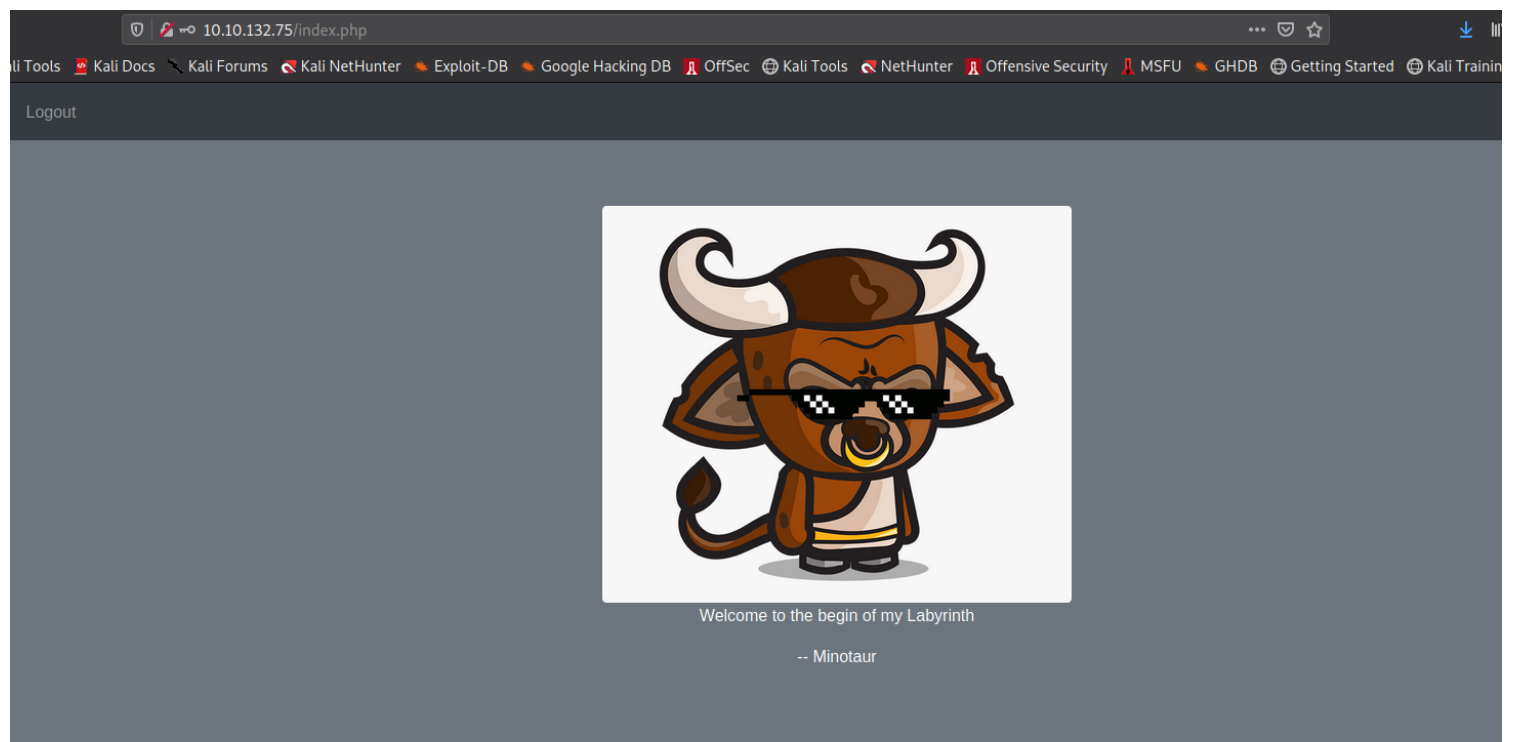 10.10.132.75/index.php
li Tools Kali Docs Kali Forums Kali NetHunter Exploit-DB Google Hacking DB OffSec Kali Tools NetHunter Offensive Security MSFU GHDB Getting Started Kali Trainin
Logout
Welcome to the begin of my Labyrinth
-- Minotaur